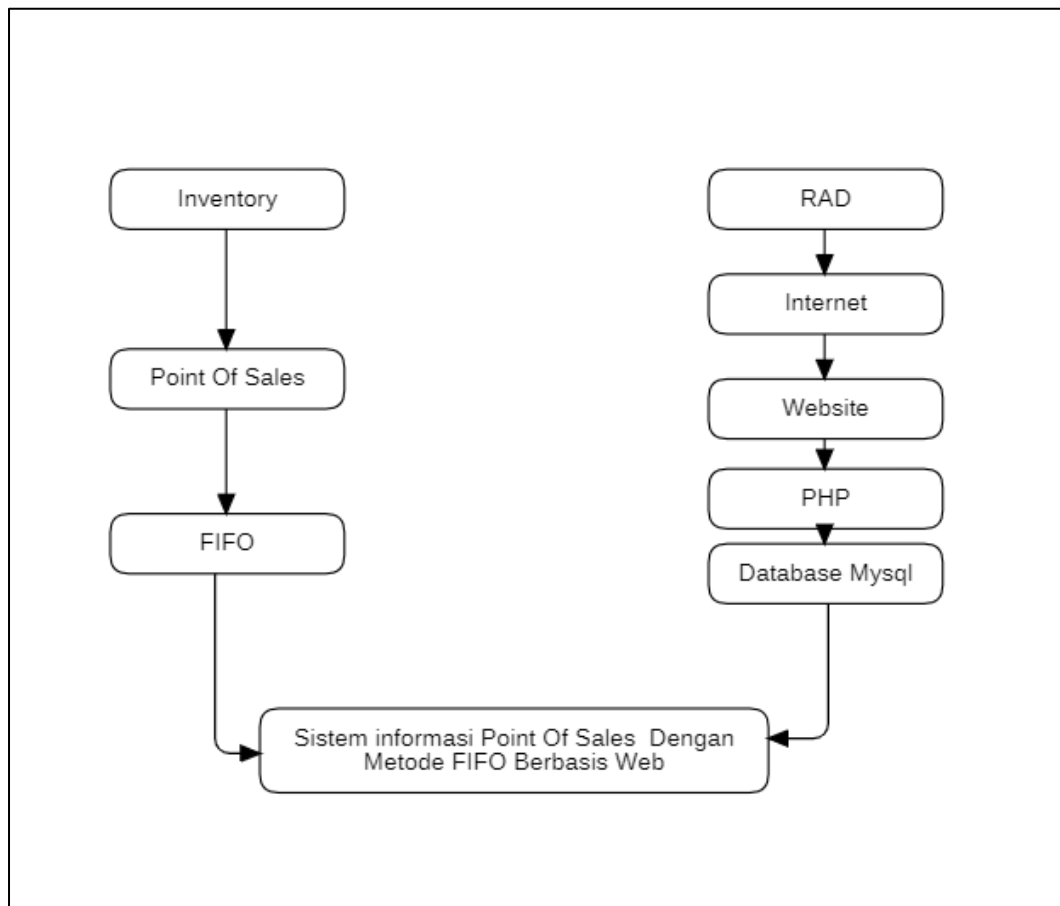 Inventory
RAD
Internet
Point Of Sales
Website
PHP
FIFO
Database Mysql
Sistem informasi Point Of Sales Dengan
Metode FIFO Berbasis Web